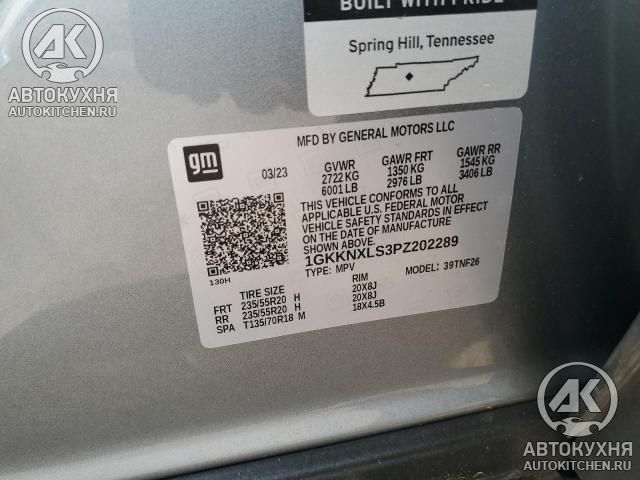 BUILT WITH PRIDE
Spring Hill, Tennessee
AK
АВТОКУХНЯ
AUTOKITCHEN.RU
gm
MFD BY GENERAL MOTORS LLC
03/23
GVWR GAWR FRT GAWR RR
2722 KG 1350 KG 1545 KG
6001 LB 2976 LB 3406 LB
THIS VEHICLE CONFORMS TO ALL
APPLICABLE U.S. FEDERAL MOTOR
VEHICLE SAFETY STANDARDS IN EFFECT
ON THE DATE OF MANUFACTURE
SHOWN ABOVE.
1GKKNXLS3PZ202289
TYPE: MPV MODEL: 39TNF26
130H
TIRE SIZE RIM
FRT 235/55R20 H 20X8J
RR 235/55R20 H 20X8J
SPA T135/70R18 M 18X4.5B
AK
АВТОКУХНЯ
AUTOKITCHEN.RU